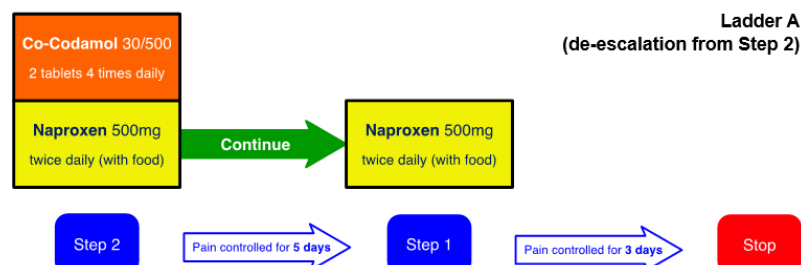 Ladder A
(de-escalation from Step 2)
Co-Codamol 30/500
2 tablets 4 times daily
Naproxen 500mg
twice daily (with food)
Continue
Naproxen 500mg
twice daily (with food)
Step 2
Pain controlled for 5 days
Step 1
Pain controlled for 3 days
Stop